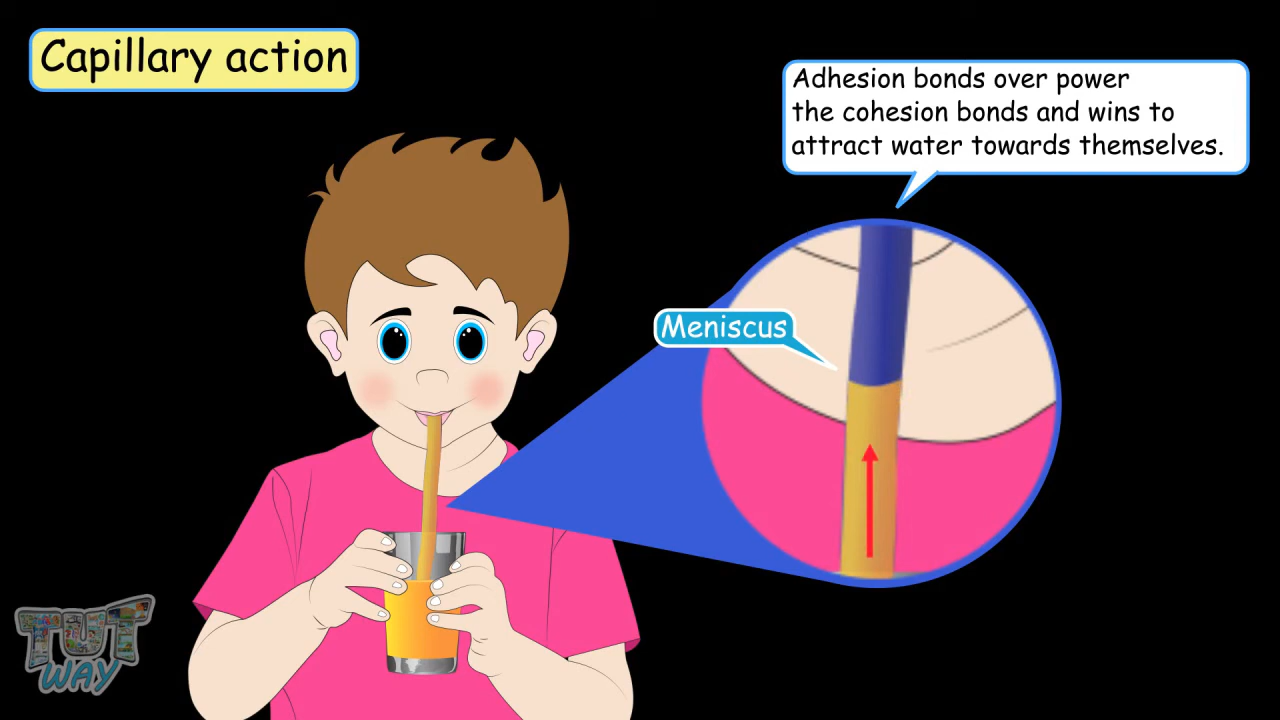 Capillary action
Adhesion bonds over power
the cohesion bonds and wins to
attract water towards themselves.
Meniscus
TUT
WAY